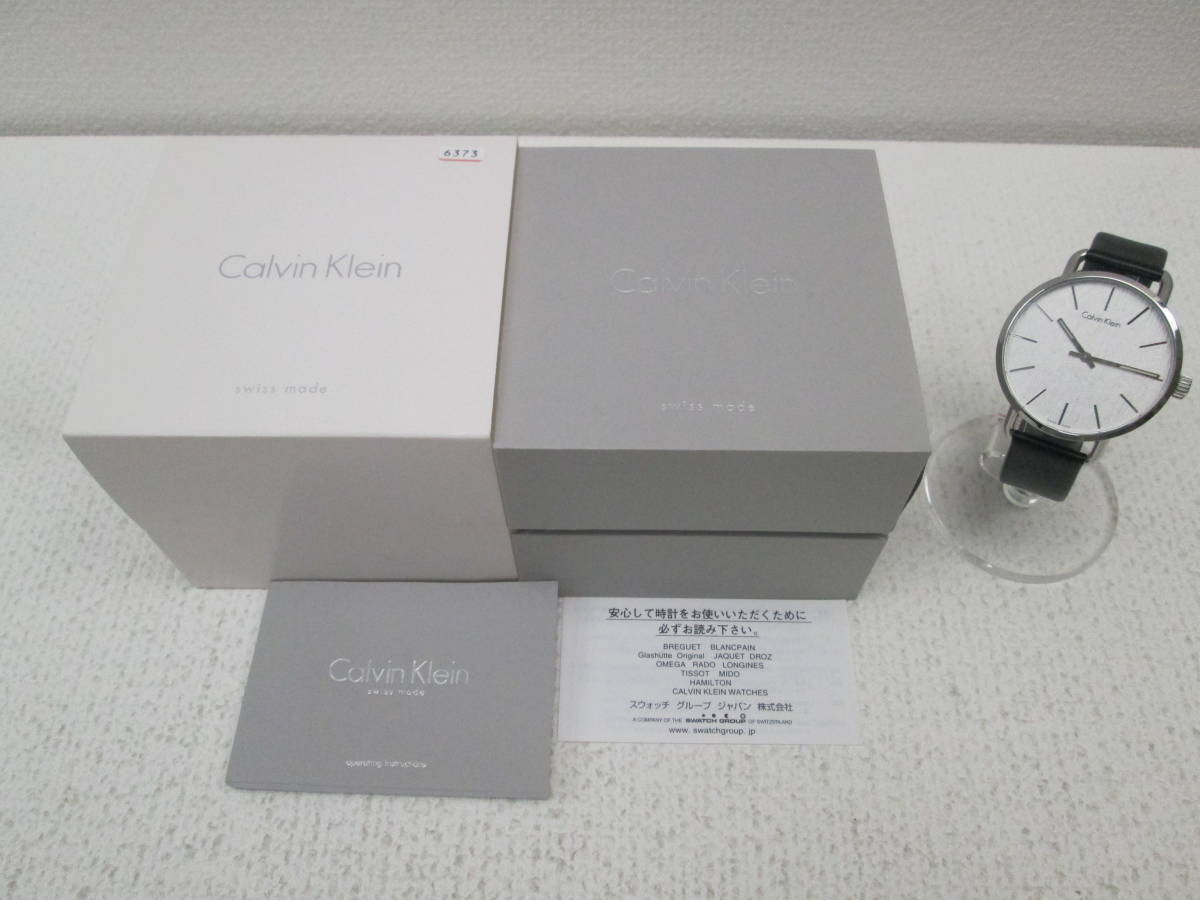 6373
Calvin Klein
swiss made
Calvin Klein
swiss made
Calvin Klein
Calvin Klein
swiss made
operating instructions
安心して時計をお使いいただくために
必ずお読み下さい。
BREGUET BLANCPAIN
Glashütte Original JAQUET DROZ
OMEGA RADO LONGINES
TISSOT MIDO
HAMILTON
CALVIN KLEIN WATCHES
スウォッチ グループ ジャパン 株式会社
A COMPANY OF THE SWATCH GROUP OF SWITZERLAND
www. swatchgroup. jp